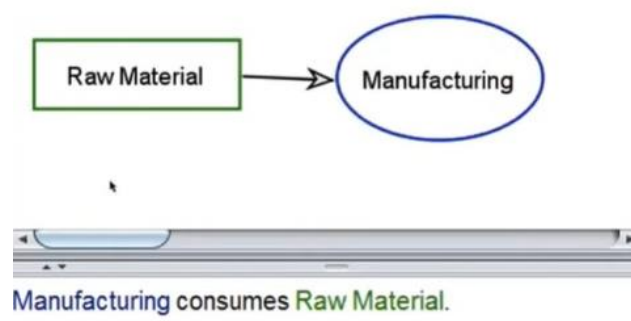 Raw Material
Manufacturing
Manufacturing consumes Raw Material.